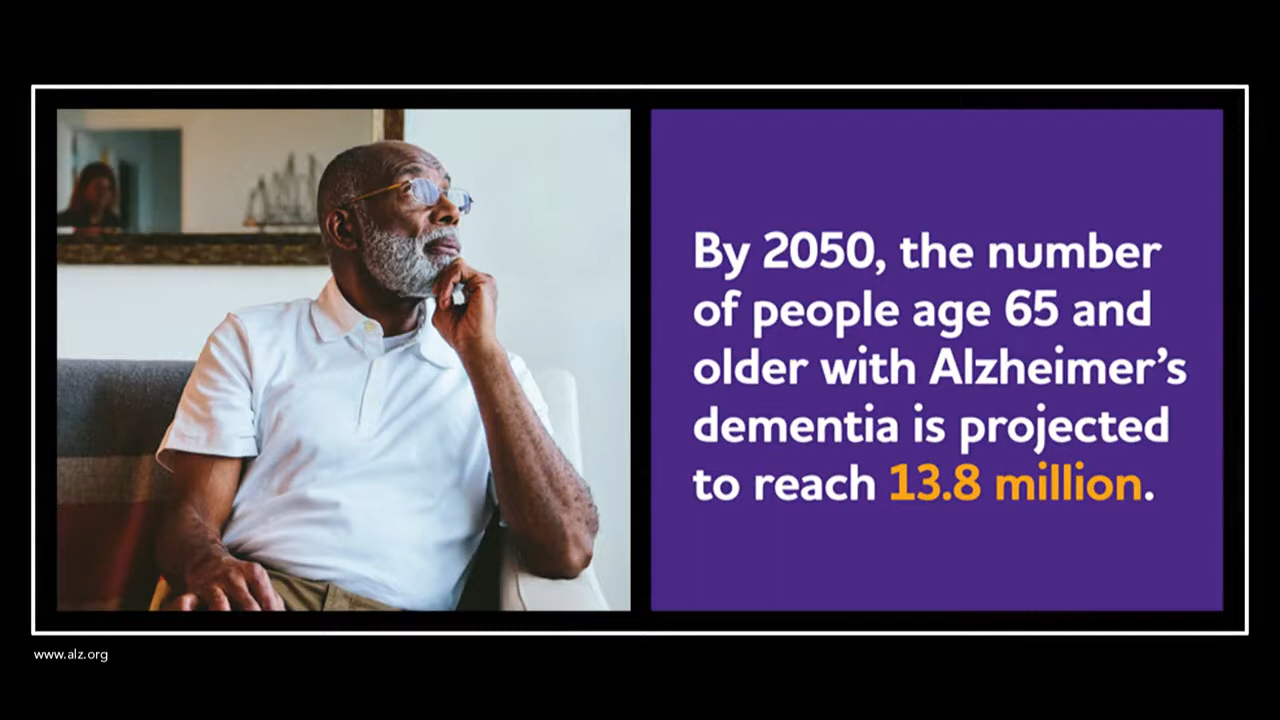 By 2050, the number
of people age 65 and
older with Alzheimer’s
dementia is projected
to reach 13.8 million.
www.alz.org